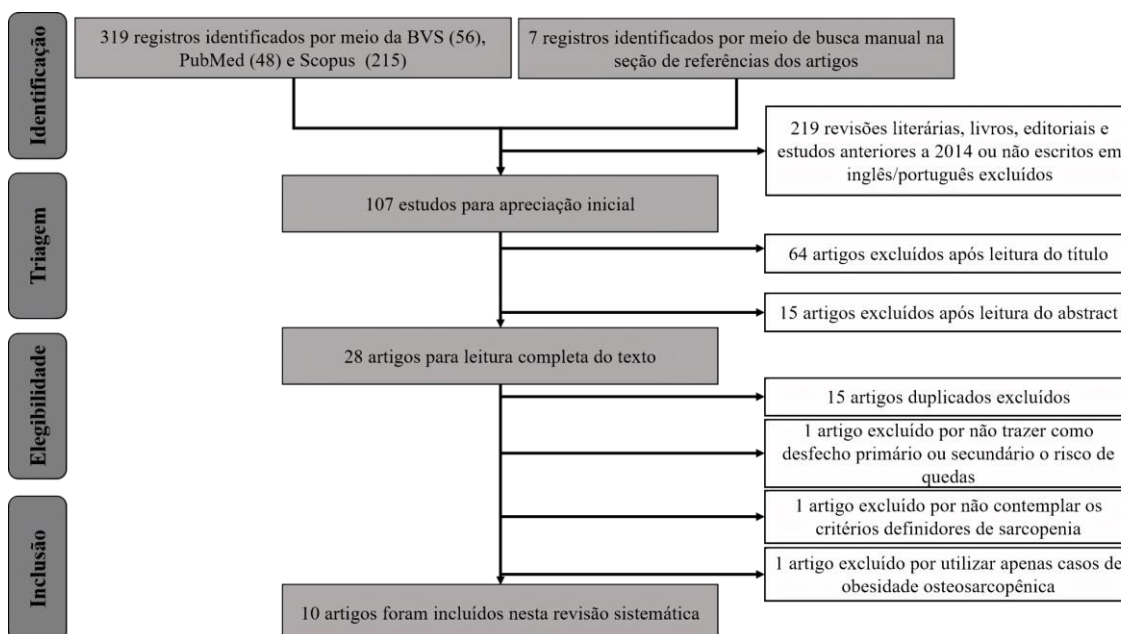 Identificação
319 registros identificados por meio da BVS (56),
PubMed (48) e Scopus (215)
7 registros identificados por meio de busca manual na
seção de referências dos artigos
219 revisões literárias, livros, editoriais e
estudos anteriores a 2014 ou não escritos em
inglês/português excluídos
Triagem
107 estudos para apreciação inicial
64 artigos excluídos após leitura do título
15 artigos excluídos após leitura do abstract
Elegibilidade
28 artigos para leitura completa do texto
15 artigos duplicados excluídos
1 artigo excluído por não trazer como
desfecho primário ou secundário o risco de
quedas
Inclusão
1 artigo excluído por não contemplar os
critérios definidores de sarcopenia
1 artigo excluído por utilizar apenas casos de
obesidade osteosarcopênica
10 artigos foram incluídos nesta revisão sistemática